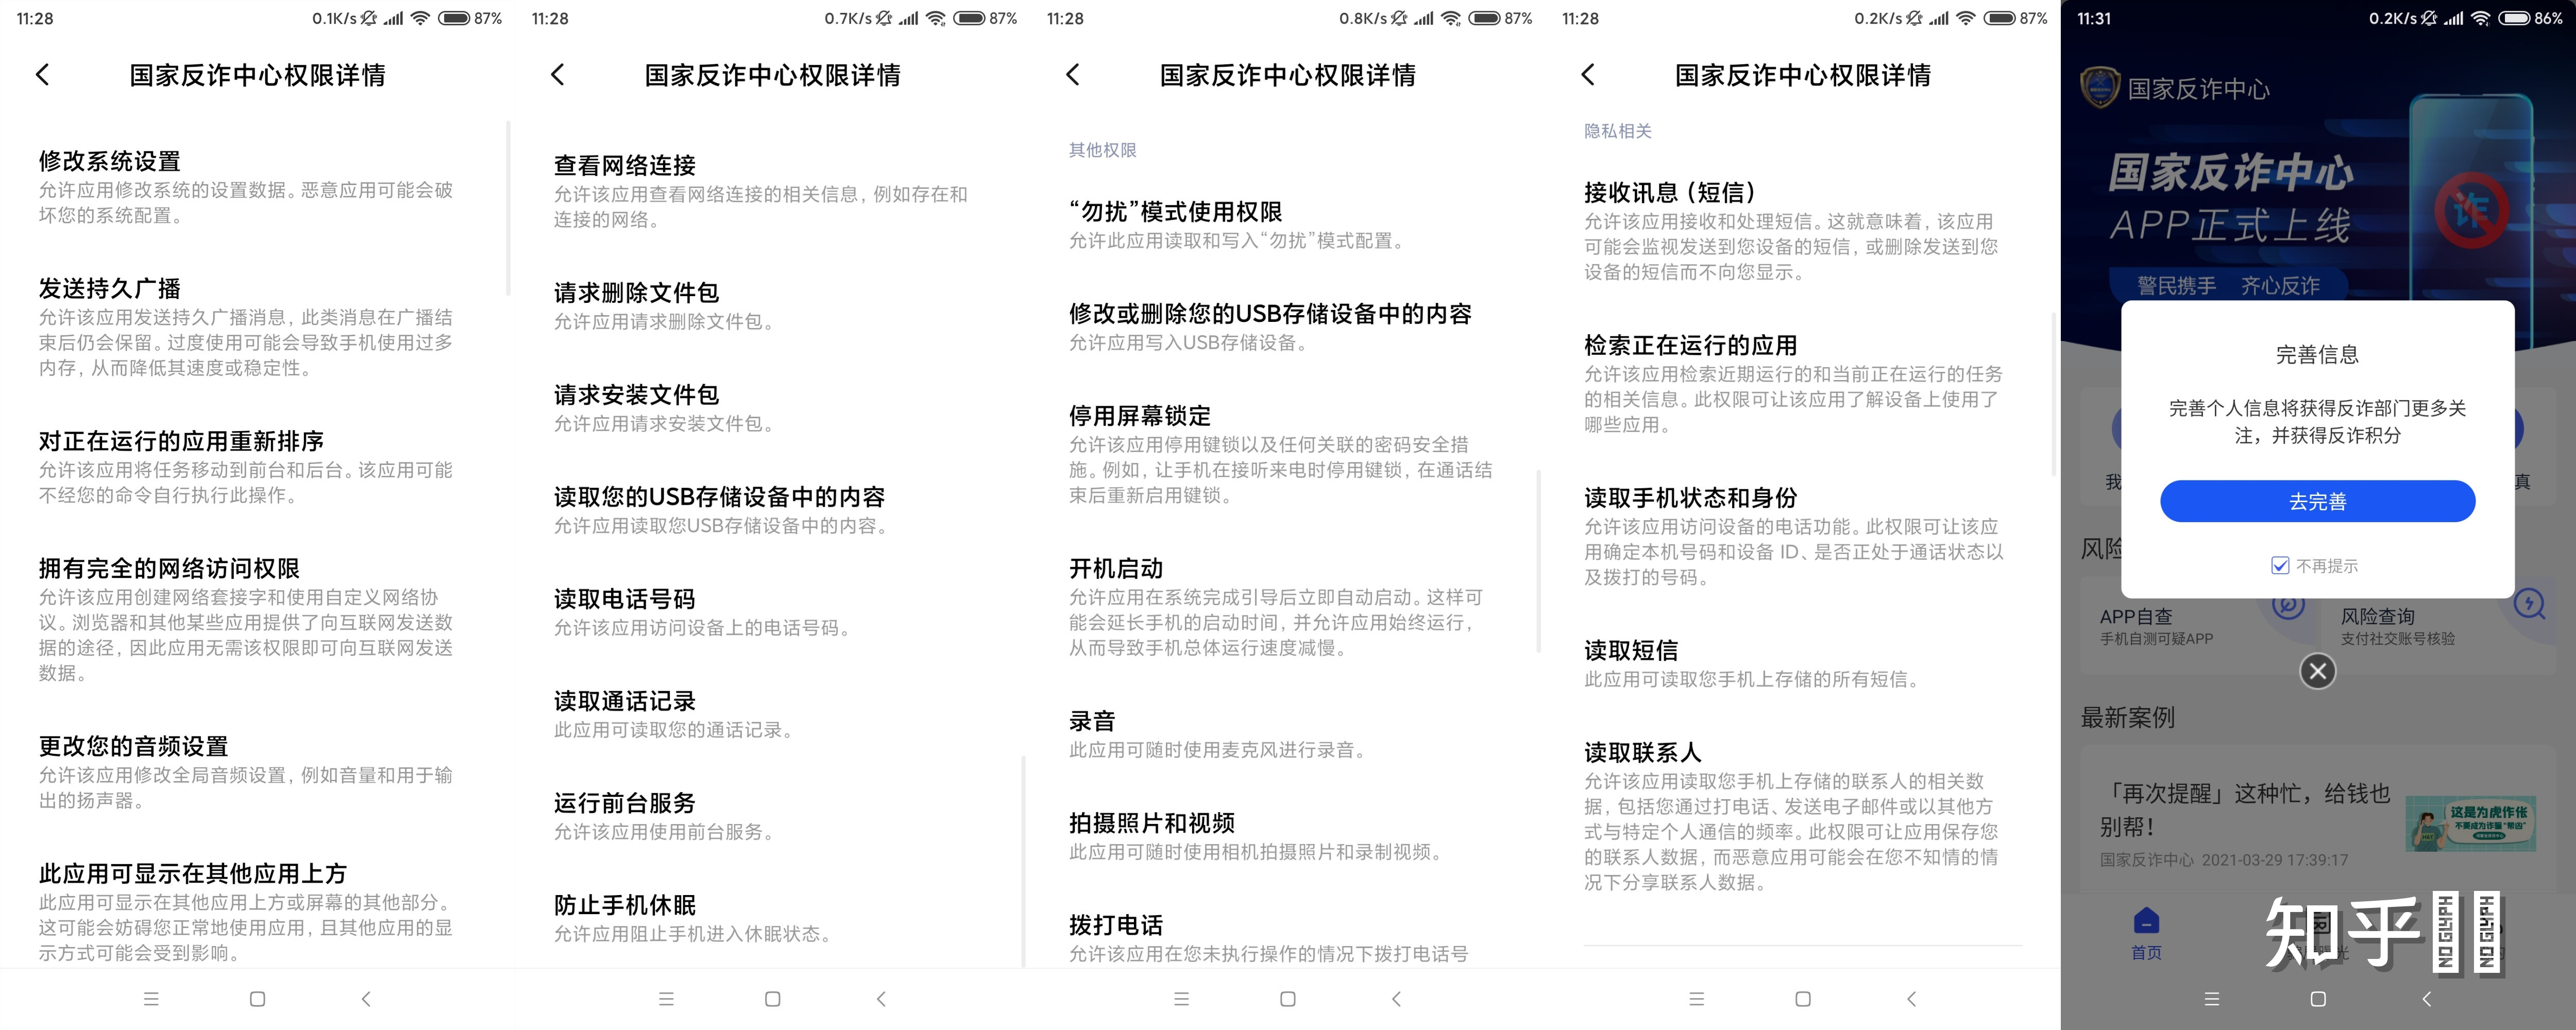 11:28
0.1K/s
87%
国家反诈中心权限详情
修改系统设置
允许应用修改系统的设置数据。恶意应用可能会破
坏您的系统配置。
发送持久广播
允许该应用发送持久广播消息，此类消息在广播结
束后仍会保留。过度使用可能会导致手机使用过多
内存，从而降低其速度或稳定性。
对正在运行的应用重新排序
允许该应用将任务移动到前台和后台。该应用可能
不经您的命令自行执行此操作。
拥有完全的网络访问权限
允许该应用创建网络套接字和使用自定义网络协
议。浏览器和其他某些应用提供了向互联网发送数
据的途径，因此应用无需该权限即可向互联网发送
数据。
更改您的音频设置
允许该应用修改全局音频设置，例如音量和用于输
出的扬声器。
此应用可显示在其他应用上方
此应用可显示在其他应用上方或屏幕的其他部分。
这可能会妨碍您正常地使用应用，且其他应用的显
示方式可能会受到影响。
11:28
0.7K/s
87%
国家反诈中心权限详情
查看网络连接
允许该应用查看网络连接的相关信息，例如存在和
连接的网络。
请求删除文件包
允许应用请求删除文件包。
请求安装文件包
允许应用请求安装文件包。
读取您的USB存储设备中的内容
允许应用读取您USB存储设备中的内容。
读取电话号码
允许该应用访问设备上的电话号码。
读取通话记录
此应用可读取您的通话记录。
运行前台服务
允许该应用使用前台服务。
防止手机休眠
允许应用阻止手机进入休眠状态。
11:28
0.8K/s
87%
国家反诈中心权限详情
其他权限
“勿扰”模式使用权限
允许此应用读取和写入“勿扰”模式配置。
修改或删除您的USB存储设备中的内容
允许应用写入USB存储设备。
停用屏幕锁定
允许该应用停用键锁以及任何关联的密码安全措
施。例如，让手机在接听来电时停用键锁，在通话结
束后重新启用键锁。
开机启动
允许应用在系统完成引导后立即自动启动。这样可
能会延长手机的启动时间，并允许应用始终运行，
从而导致手机总体运行速度减慢。
录音
此应用可随时使用麦克风进行录音。
拍摄照片和视频
此应用可随时使用相机拍摄照片和录制视频。
拨打电话
允许该应用在您未执行操作的情况下拨打电话号
11:28
0.2K/s
87%
国家反诈中心权限详情
隐私相关
接收讯息（短信）
允许该应用接收和处理短信。这就意味着，该应用
可能会监视发送到您设备的短信，或删除发送到您
设备的短信而不向您显示。
检索正在运行的应用
允许该应用检索近期运行的和当前正在运行的任务
的相关信息。此权限可让该应用了解设备上使用了
哪些应用。
读取手机状态和身份
允许该应用访问设备的电话功能。此权限可让该应
用确定本机号码和设备 ID、是否正处于通话状态以
及拨打的号码。
读取短信
此应用可读取您手机上存储的所有短信。
读取联系人
允许该应用读取您手机上存储的联系人的相关数
据，包括您通过打电话、发送电子邮件或以其他方
式与特定个人通信的频率。此权限可让应用保存您
的联系人数据，而恶意应用可能会在您不知情的情
况下分享联系人数据。
11:31
0.2K/s
86%
国家反诈中心
国家反诈中心
APP正式上线
诈
警民携手 齐心反诈
完善信息
完善个人信息将获得反诈部门更多关
注，并获得反诈积分
去完善
不再提示
我
真
风险
APP自查
手机自测可疑APP
风险查询
支付社交账号核验
最新案例
「再次提醒」这种忙，给钱也
别帮！
国家反诈中心 2021-03-29 17:39:17
这是为虎作伥
首页
知乎
NO GLYPH
NO GLYPH